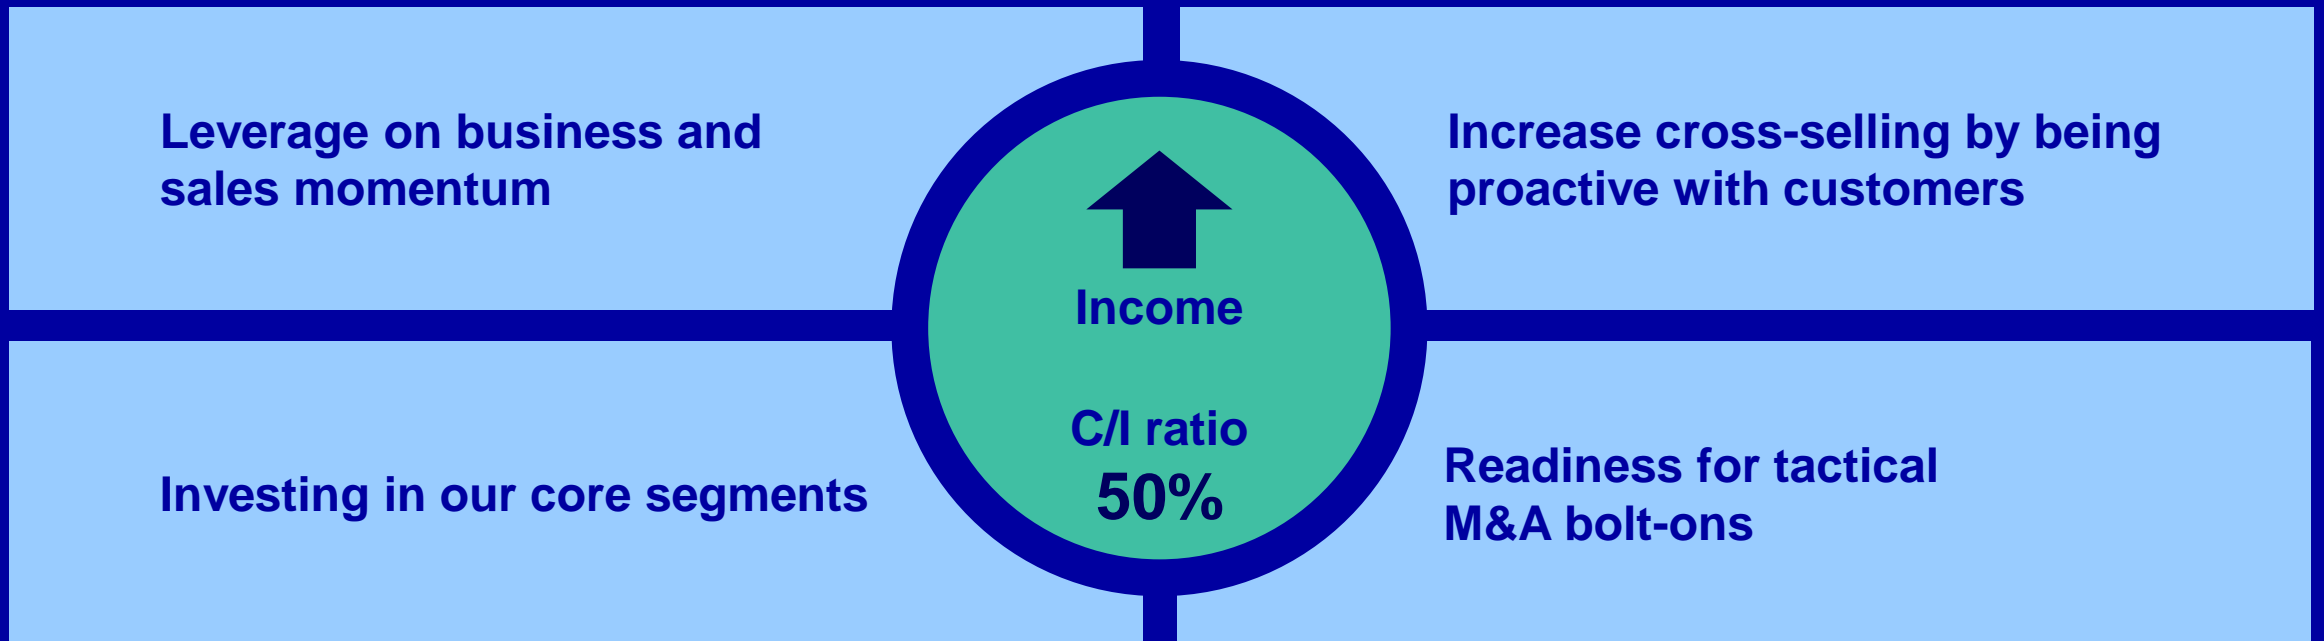 Leverage on business and
sales momentum
Increase cross-selling by being
proactive with customers
Income
C/I ratio
50%
Investing in our core segments
Readiness for tactical
M&A bolt-ons